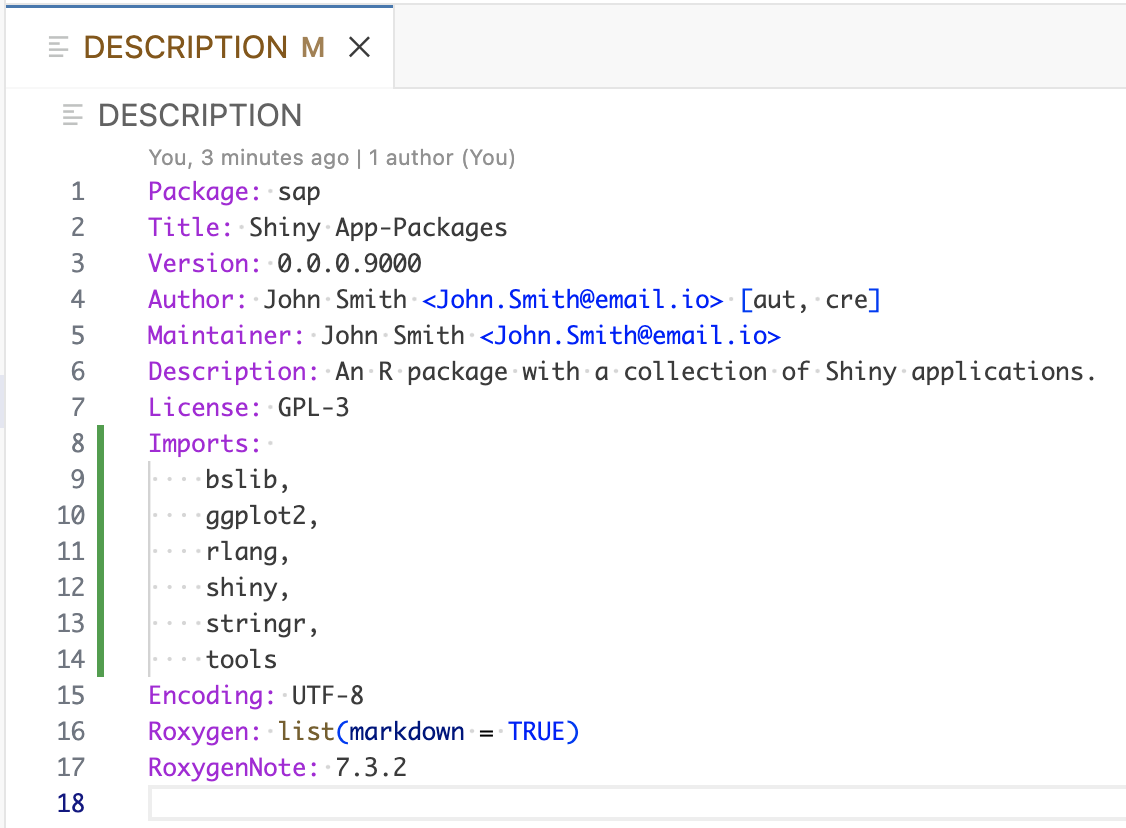 DESCRIPTION M
DESCRIPTION
You, 3 minutes ago | 1 author (You)
1 Package: sap
2 Title: Shiny App-Packages
3 Version: 0.0.0.9000
4 Author: John Smith <John.Smith@email.io> [aut, cre]
5 Maintainer: John Smith <John.Smith@email.io>
6 Description: An R package with a collection of Shiny applications.
7 License: GPL-3
8 Imports:
9     bslib,
10     ggplot2,
11     rlang,
12     shiny,
13     stringr,
14     tools
15 Encoding: UTF-8
16 Roxygen: list(markdown = TRUE)
17 RoxygenNote: 7.3.2
18